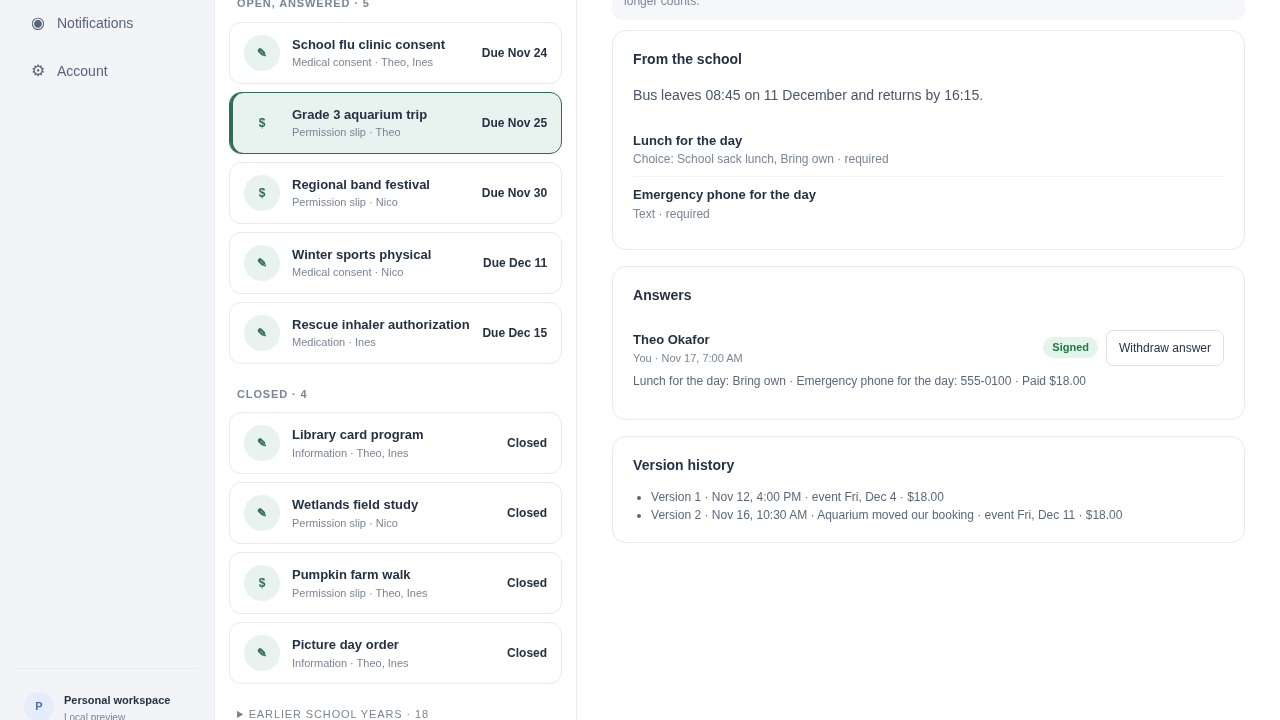 Notifications
Account
Personal workspace
Local preview
OPEN, ANSWERED · 5
School flu clinic consent
Medical consent · Theo, Ines
Due Nov 24
$
Grade 3 aquarium trip
Permission slip · Theo
Due Nov 25
$
Regional band festival
Permission slip · Nico
Due Nov 30
Winter sports physical
Medical consent · Nico
Due Dec 11
Rescue inhaler authorization
Medication · Ines
Due Dec 15
CLOSED · 4
Library card program
Information · Theo, Ines
Closed
Wetlands field study
Permission slip · Nico
Closed
$
Pumpkin farm walk
Permission slip · Theo, Ines
Closed
Picture day order
Information · Theo, Ines
Closed
EARLIER SCHOOL YEARS · 18
P
longer counts.
From the school
Bus leaves 08:45 on 11 December and returns by 16:15.
Lunch for the day
Choice: School sack lunch, Bring own · required
Emergency phone for the day
Text · required
Answers
Theo Okafor
You · Nov 17, 7:00 AM
Signed
Withdraw answer
Lunch for the day: Bring own · Emergency phone for the day: 555-0100 · Paid $18.00
Version history
Version 1 · Nov 12, 4:00 PM · event Fri, Dec 4 · $18.00
Version 2 · Nov 16, 10:30 AM · Aquarium moved our booking · event Fri, Dec 11 · $18.00